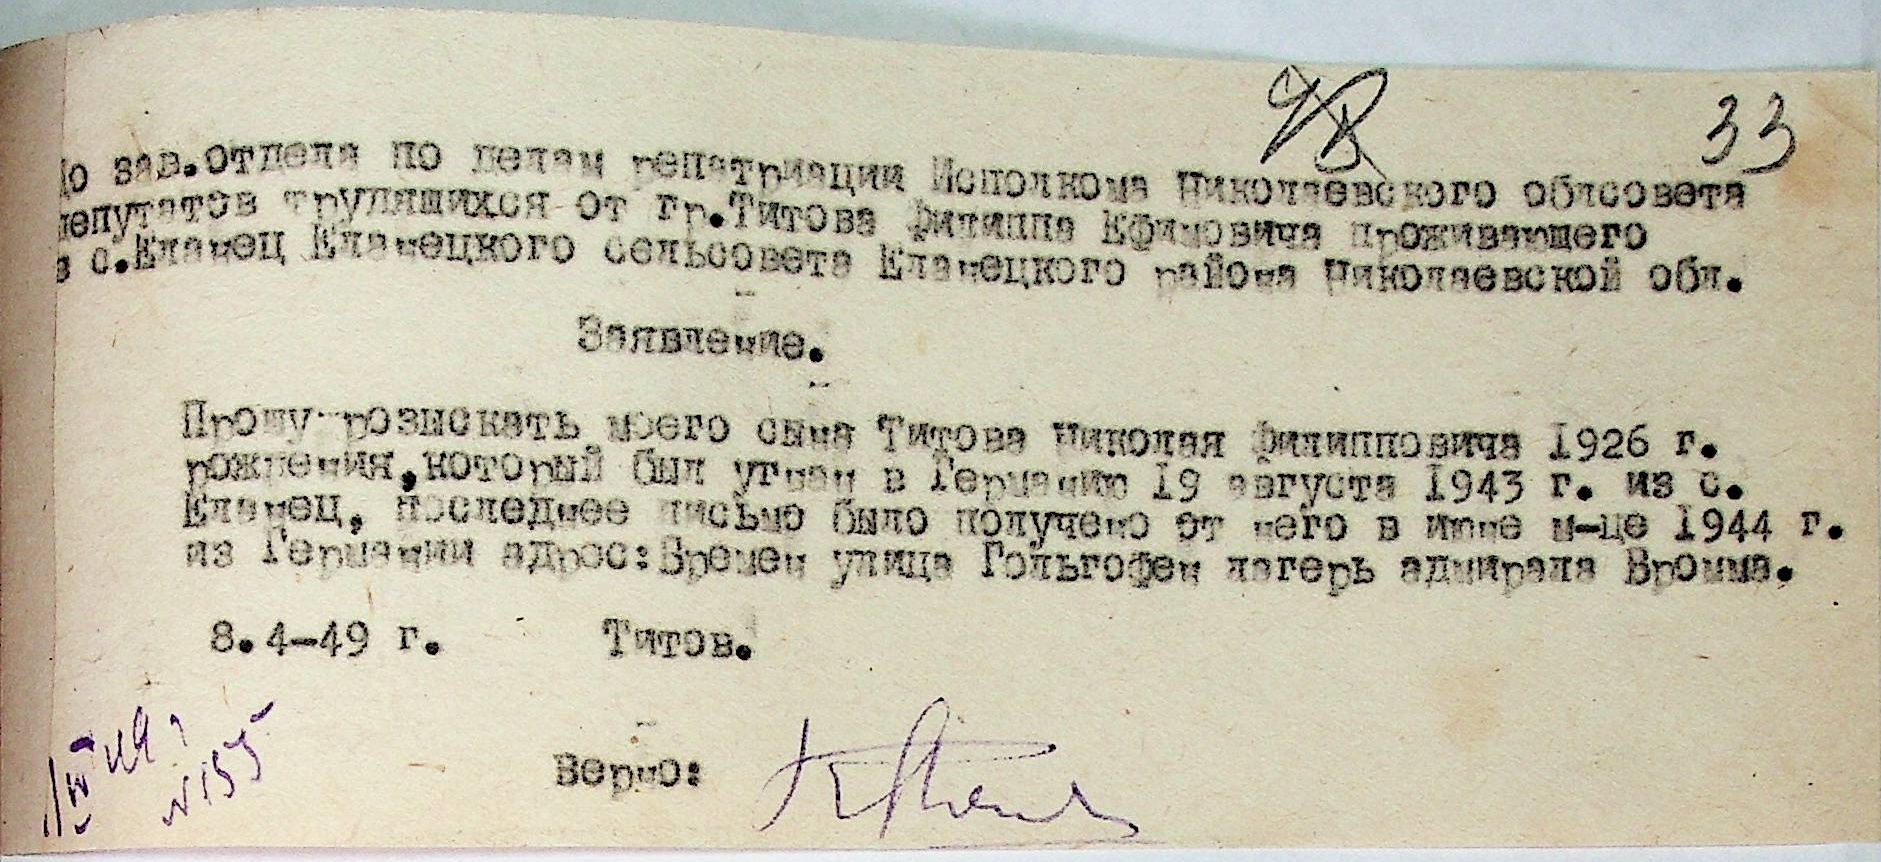 33
До зав.отдела по делам репатриации Исполкома Николаевского облсовета
депутатов трудящихся от гр.Титова Филиппа Ефимовича проживающего
в с.Еланец Еланецкого сельсовета Еланецкого района Николаевской обл.
Заявление.
Прошу розыскать моего сына Титова Николая Филипповича 1926 г.
рождения,который был угнан в Германию 19 августа 1943 г. из с.
Еланец, последнее письмо было получено от него в июне м-це 1944 г.
из Германии адрес:Бремен улица Гольгофен лагерь адмирала Бромма.
8.4-49 г. Титов.
Верно:
N 155